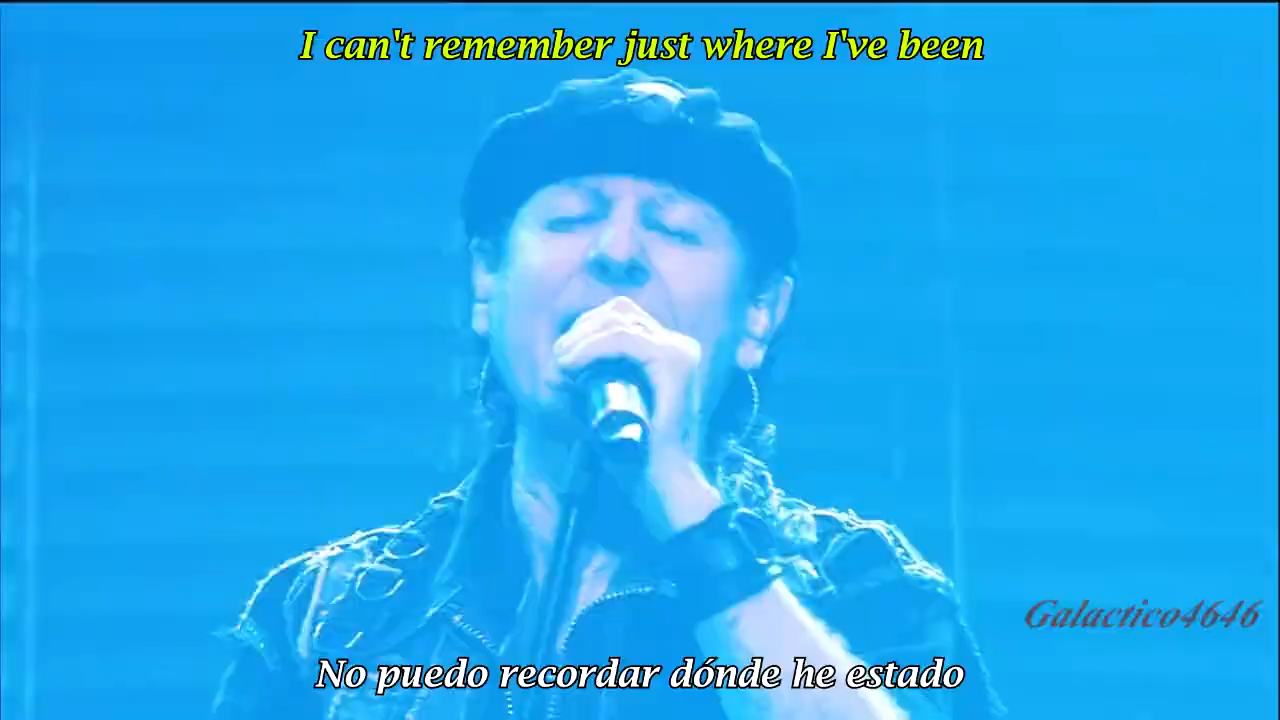 I can't remember just where I've been
Galactico4646
No puedo recordar dónde he estado